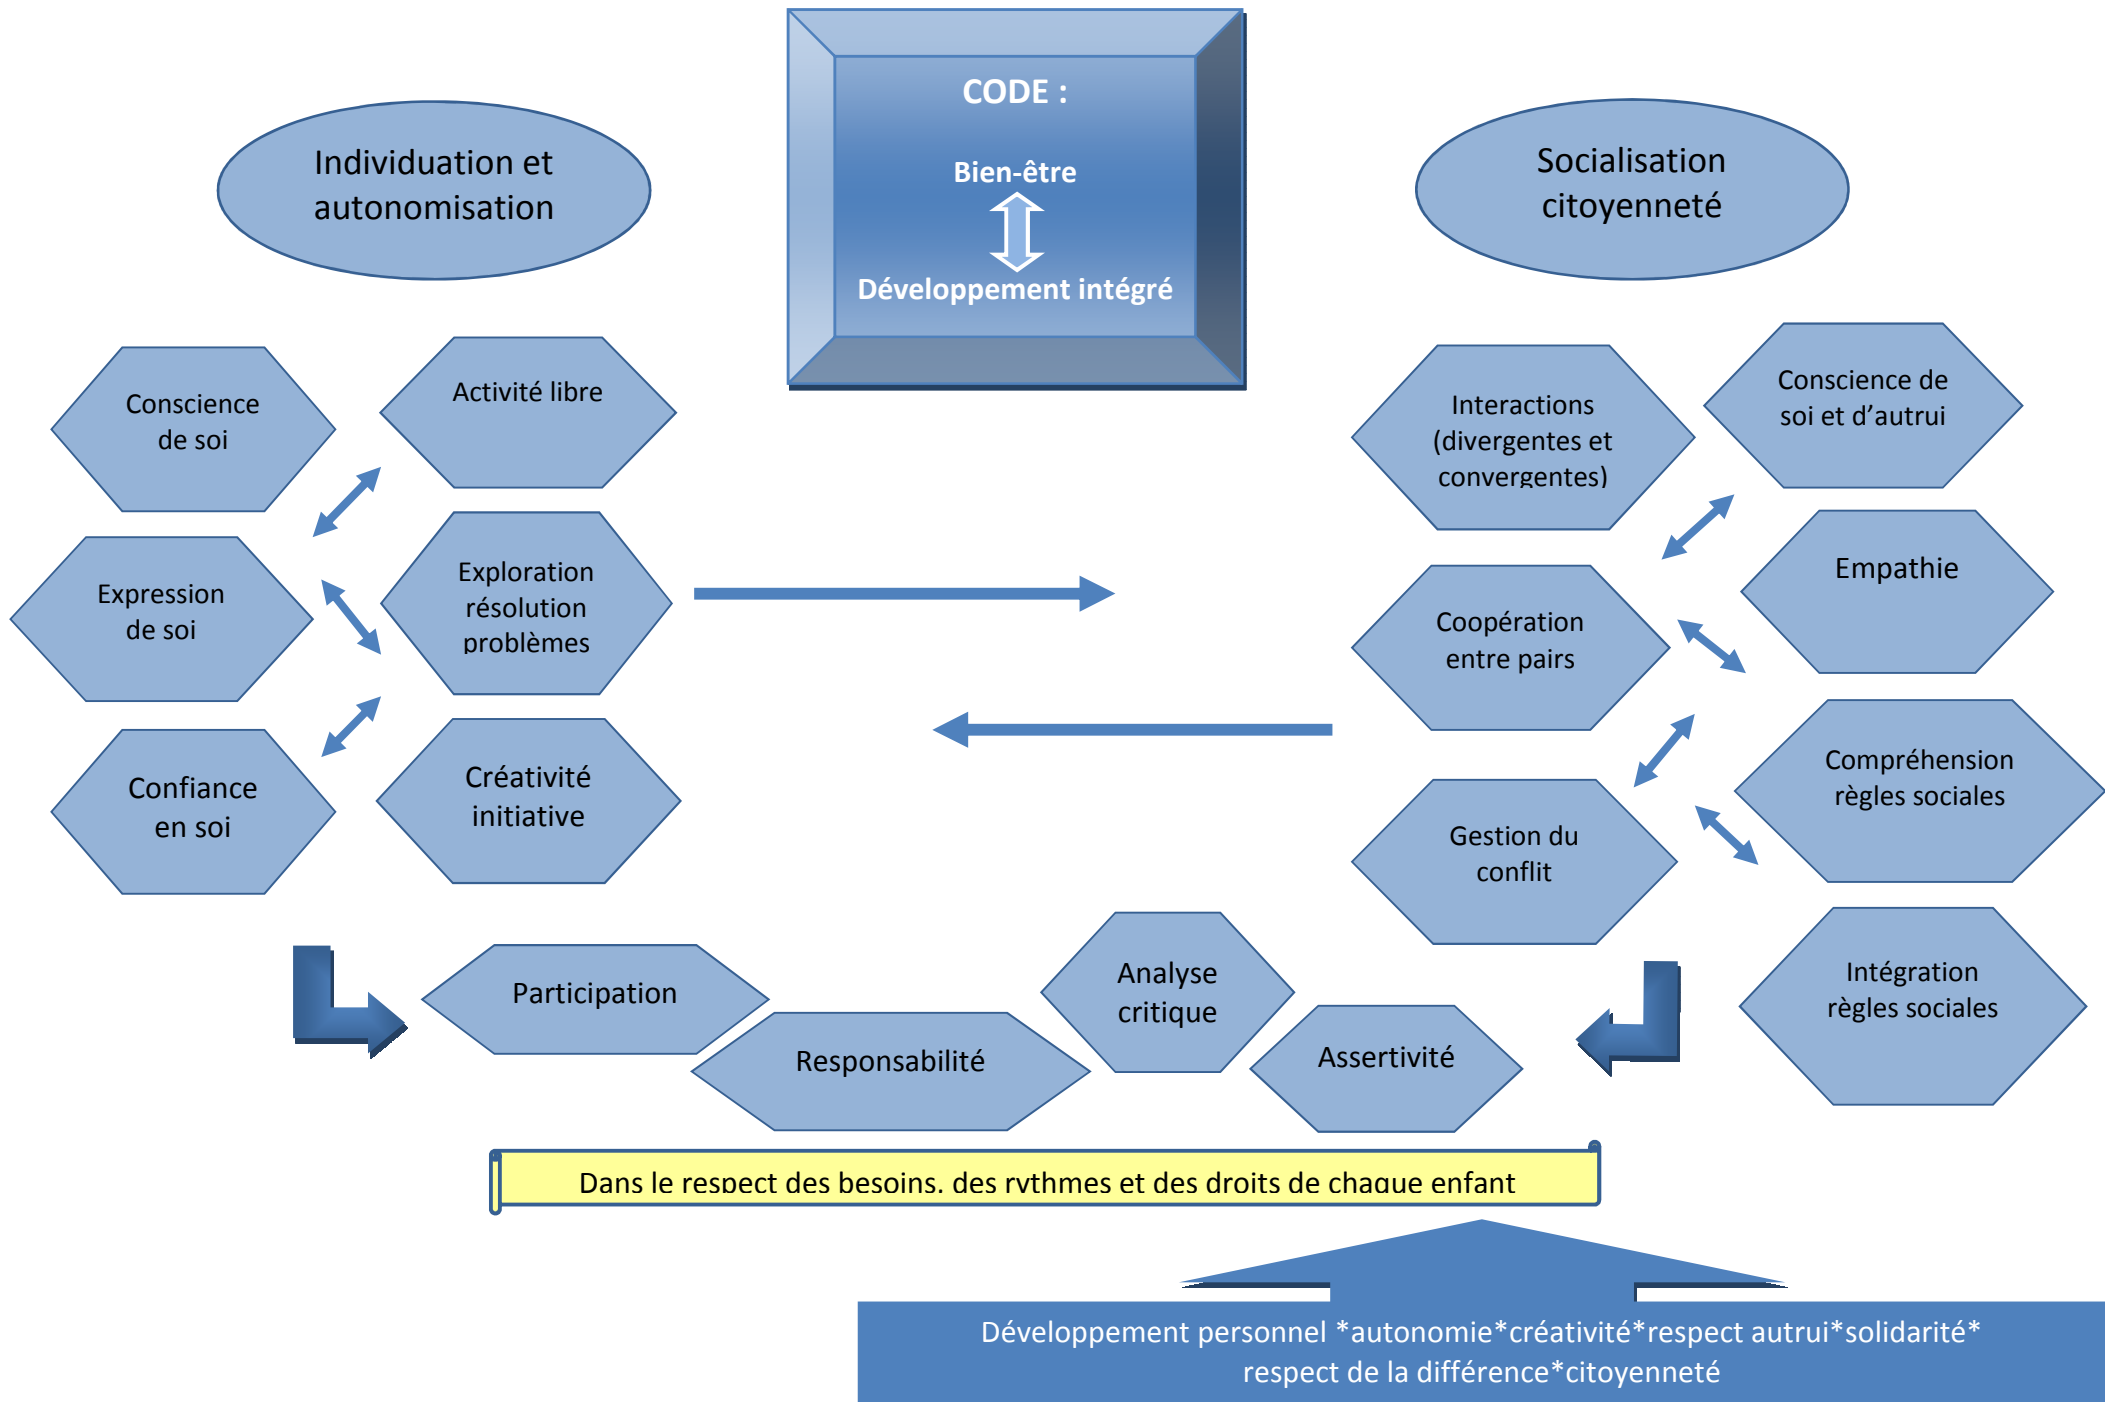 CODE :
Bien-être
Développement intégré
Individuation et
autonomisation
Socialisation
citoyenneté
Conscience
de soi
Activité libre
Expression
de soi
Exploration
résolution
problèmes
Confiance
en soi
Créativité
initiative
Interactions
(divergentes et
convergentes)
Conscience de
soi et d’autrui
Coopération
entre pairs
Empathie
Gestion du
conflit
Compréhension
règles sociales
Intégration
règles sociales
Participation
Responsabilité
Analyse
critique
Assertivité
Dans le respect des besoins, des rythmes et des droits de chaque enfant
Développement personnel *autonomie*créativité*respect autrui*solidarité*
respect de la différence*citoyenneté